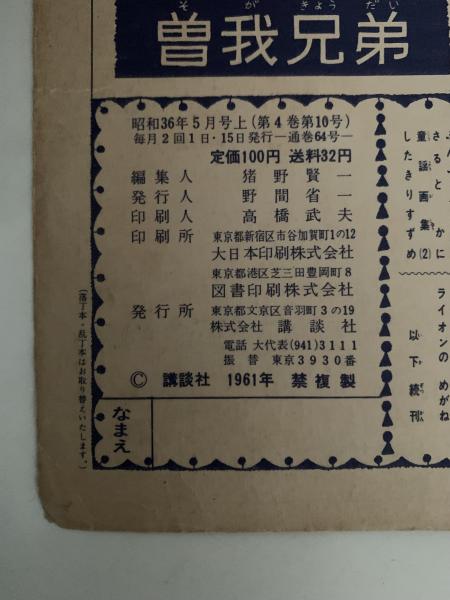 そがきょうだい
曽我兄弟
昭和36年5月号上(第4巻第10号)
毎月2回1日・15日発行―通巻64号―
定価100円 送料32円
編集人 猪野賢一
発行人 野間省一
印刷人 高橋武夫
印刷所 東京都新宿区市谷加賀町1の12
大日本印刷株式会社
東京都港区芝三田豊岡町8
図書印刷株式会社
発行所 東京都文京区音羽町3の19
株式会社 講談社
電話 大代表(941)3111
振替 東京3930番
© 講談社 1961年 禁複製
なまえ
(落丁本・乱丁本はお取り替えいたします。)
さると かに
童謡画集(2)
したきりすずめ
ライオンの めがね
以下続刊